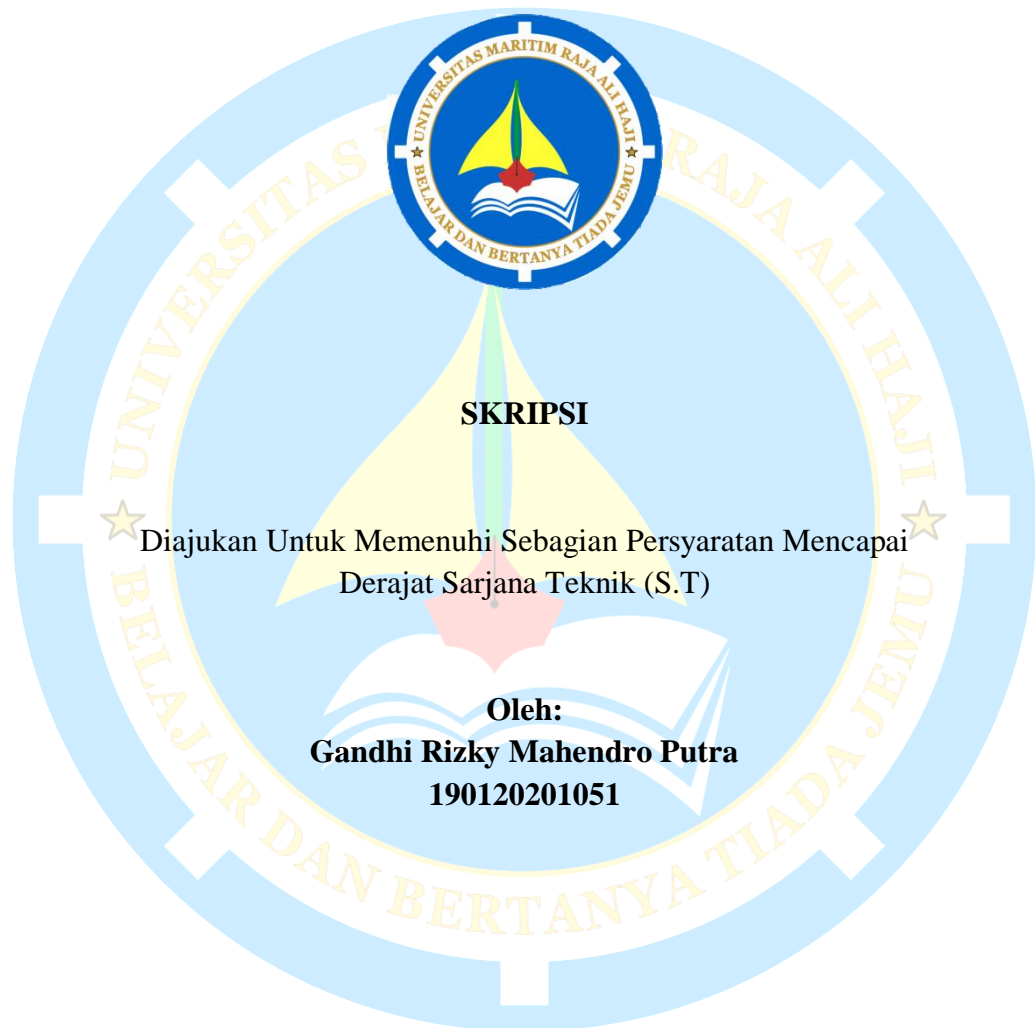 UNIVERSITAS MARITIM RAJA ALI HAJI
BELAJAR DAN BERTANYA TIADA JEMU
SKRIPSI
Diajukan Untuk Memenuhi Sebagian Persyaratan Mencapai
Derajat Sarjana Teknik (S.T)
Oleh:
Gandhi Rizky Mahendro Putra
190120201051